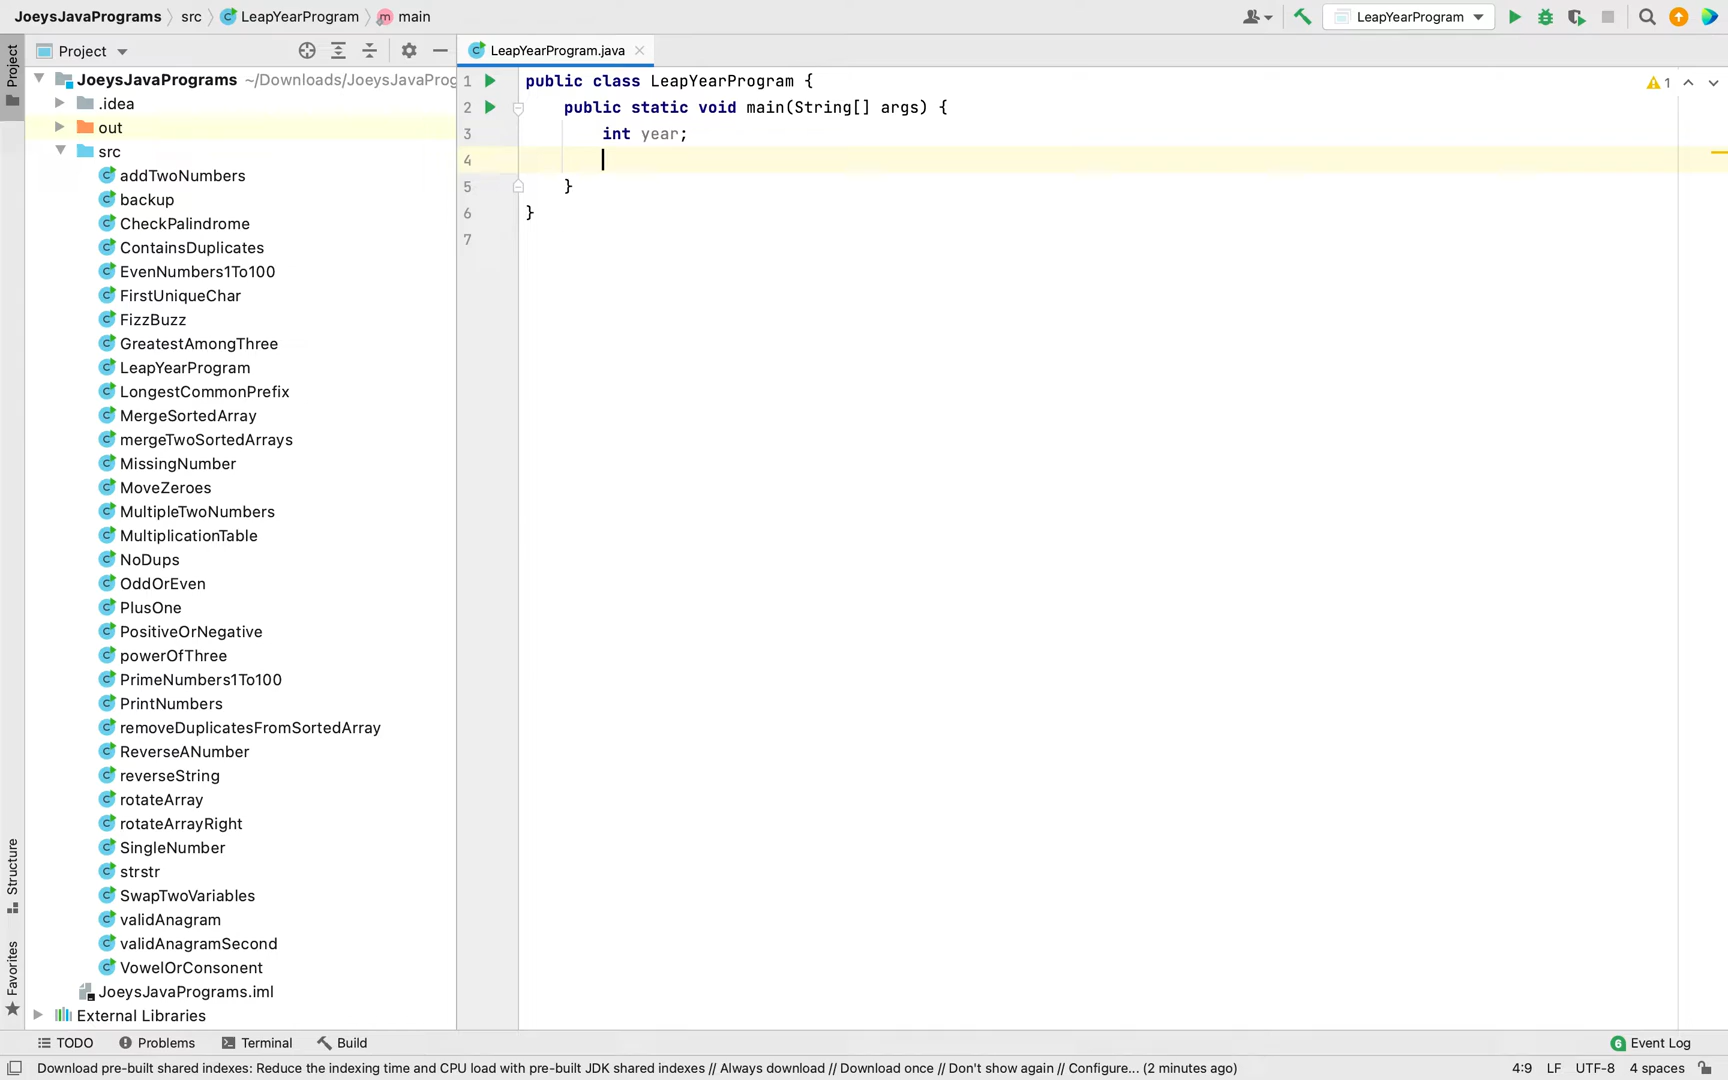 JoeysJavaPrograms src LeapYearProgram main LeapYearProgram
Project Project LeapYearProgram.java
JoeysJavaPrograms ~/Downloads/JoeysJavaProg
.idea
out
src
addTwoNumbers
backup
CheckPalindrome
ContainsDuplicates
EvenNumbers1To100
FirstUniqueChar
FizzBuzz
GreatestAmongThree
LeapYearProgram
LongestCommonPrefix
MergeSortedArray
mergeTwoSortedArrays
MissingNumber
MoveZeroes
MultipleTwoNumbers
MultiplicationTable
NoDups
OddOrEven
PlusOne
PositiveOrNegative
powerOfThree
PrimeNumbers1To100
PrintNumbers
removeDuplicatesFromSortedArray
ReverseANumber
reverseString
rotateArray
rotateArrayRight
SingleNumber
strstr
SwapTwoVariables
validAnagram
validAnagramSecond
VowelOrConsonent
JoeysJavaPrograms.iml
External Libraries
Structure
Favorites
1 public class LeapYearProgram {
2 public static void main(String[] args) {
3 int year;
4
5 }
6 }
7
1
TODO Problems Terminal Build 6 Event Log
Download pre-built shared indexes: Reduce the indexing time and CPU load with pre-built JDK shared indexes // Always download // Download once // Don't show again // Configure... (2 minutes ago) 4:9 LF UTF-8 4 spaces